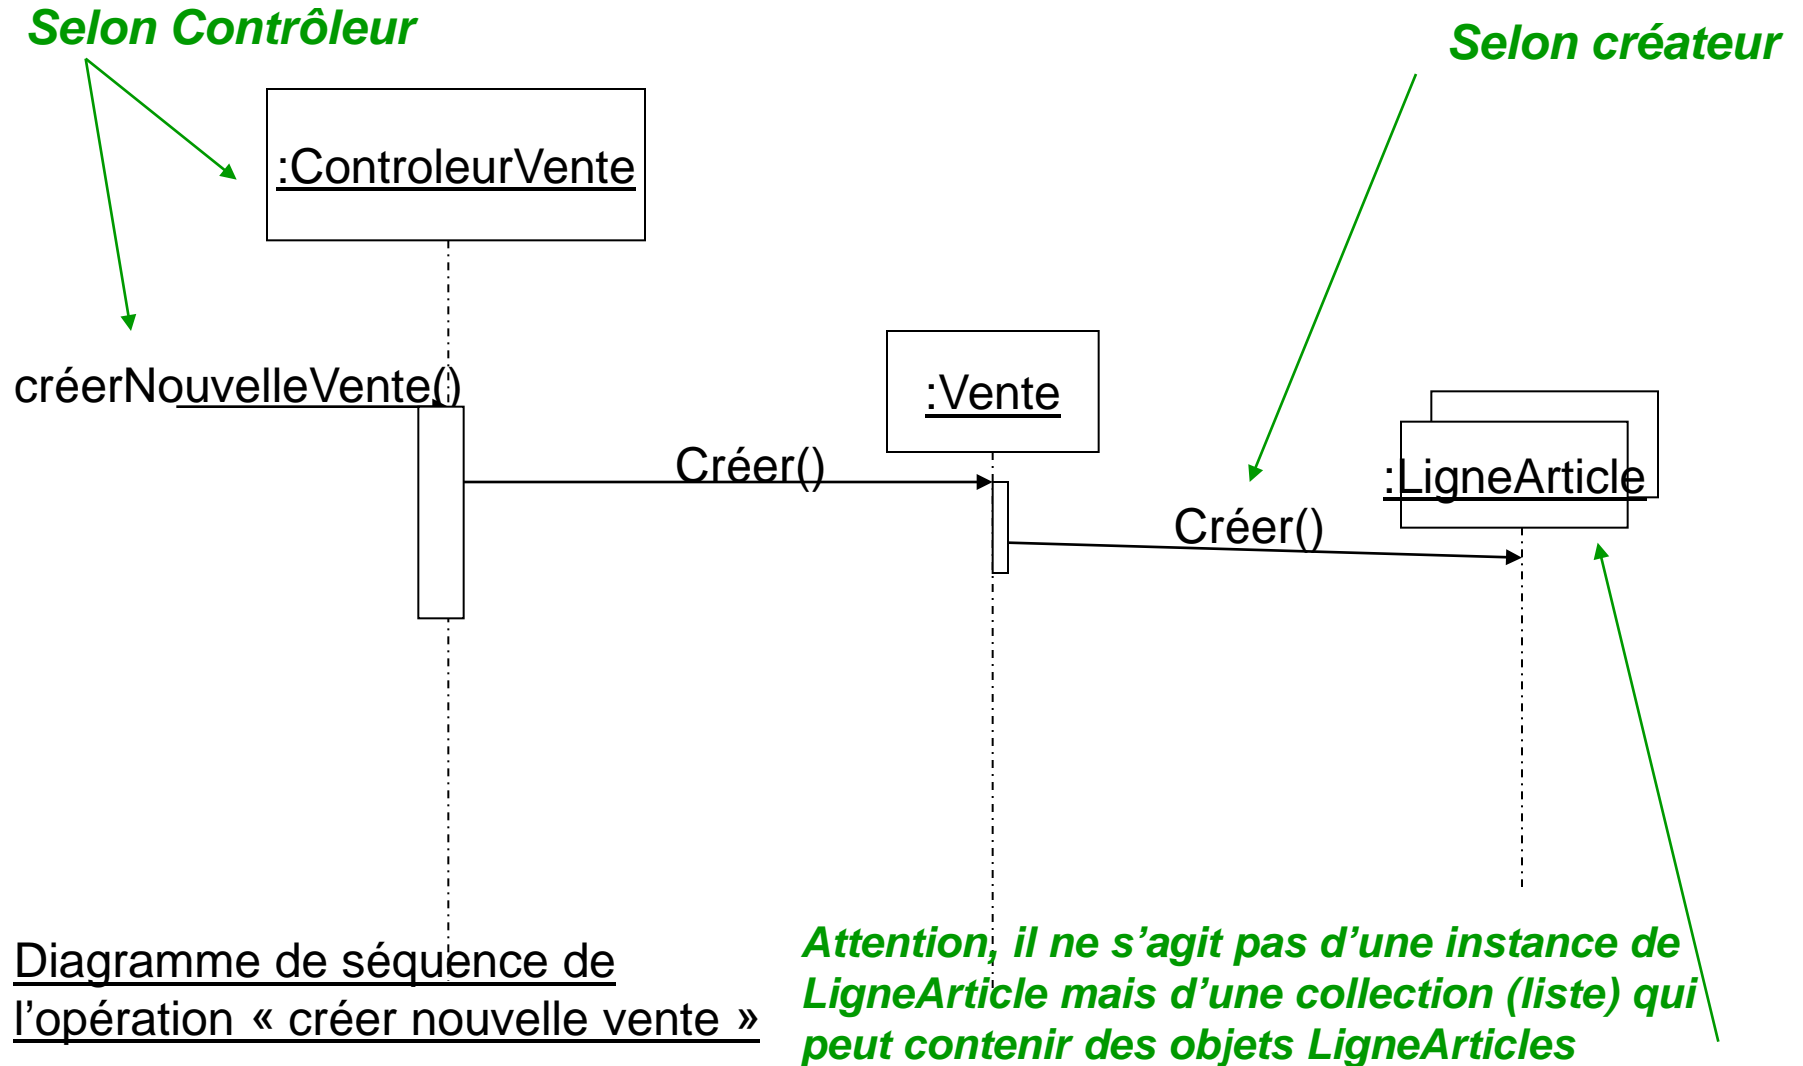 Selon Contrôleur
Selon créateur
:ControleurVente
créerNouvelleVente()
:Vente
Créer()
:LigneArticle
Créer()
Diagramme de séquence de
l’opération « créer nouvelle vente »
Attention, il ne s’agit pas d’une instance de
LigneArticle mais d’une collection (liste) qui
peut contenir des objets LigneArticles